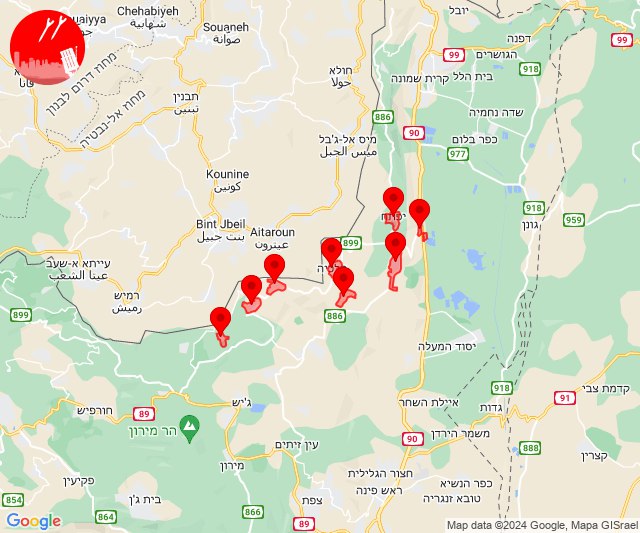 Chehabiyeh
شهابية
Souaneh
صوانة
יובל
99
דפנה
918
הגושרים
99
מחוז דרום לבנון
חולא
حولا
קרית שמונה
בית הלל
918
מחוז אל-נבטיה
תבנין
تبنين
886
שדה נחמיה
90
מיס אל-ג'בל
ميس الجبل
כפר בלום
977
Kounine
كونين
918
959
גונן
Bint Jbeil
بنت جبيل
Aitaroun
عيترون
899
עייתא א-שעב
عيتا الشعب
רמיש
رميش
899
886
יסוד המעלה
918
קדמת צבי
91
ג'יש
איילת השחר
חורפיש
89
גדות
הר מירון
90
משמר הירדן
עין זיתים
888
קצרין
מירון
חצור הגלילית
ראש פינה
כפר הנשיא
טובא זנגריה
פקיעין
854
בית ג'ן
צפת
864
866
89
Google
Map data ©2024 Google, Mapa GISrael